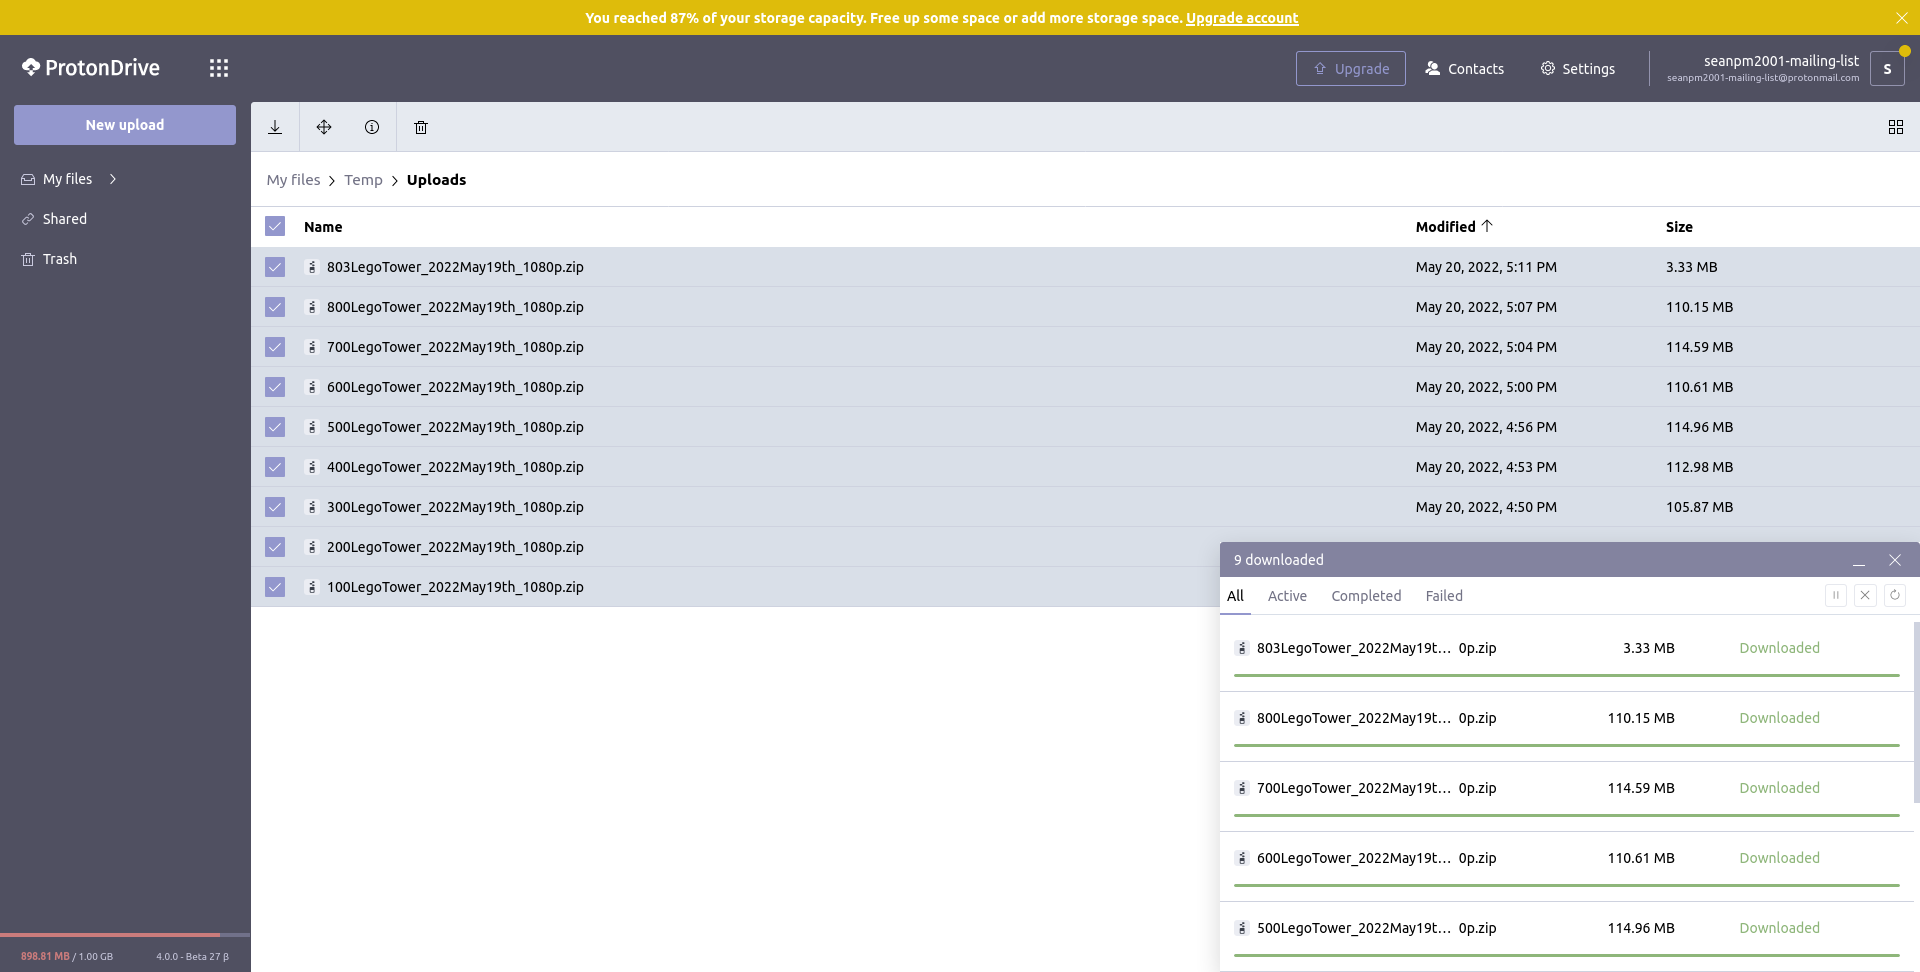 You reached 87% of your storage capacity. Free up some space or add more storage space. Upgrade account
ProtonDrive
Upgrade
Contacts
Settings
seanpm2001-mailing-list
seanpm2001-mailing-list@protonmail.com
S
New upload
My files
Shared
Trash
My files > Temp > Uploads
Name Modified Size
803LegoTower_2022May19th_1080p.zip May 20, 2022, 5:11 PM 3.33 MB
800LegoTower_2022May19th_1080p.zip May 20, 2022, 5:07 PM 110.15 MB
700LegoTower_2022May19th_1080p.zip May 20, 2022, 5:04 PM 114.59 MB
600LegoTower_2022May19th_1080p.zip May 20, 2022, 5:00 PM 110.61 MB
500LegoTower_2022May19th_1080p.zip May 20, 2022, 4:56 PM 114.96 MB
400LegoTower_2022May19th_1080p.zip May 20, 2022, 4:53 PM 112.98 MB
300LegoTower_2022May19th_1080p.zip May 20, 2022, 4:50 PM 105.87 MB
200LegoTower_2022May19th_1080p.zip
100LegoTower_2022May19th_1080p.zip
9 downloaded
All Active Completed Failed
803LegoTower_2022May19t... 0p.zip 3.33 MB Downloaded
800LegoTower_2022May19t... 0p.zip 110.15 MB Downloaded
700LegoTower_2022May19t... 0p.zip 114.59 MB Downloaded
600LegoTower_2022May19t... 0p.zip 110.61 MB Downloaded
500LegoTower_2022May19t... 0p.zip 114.96 MB Downloaded
898.81 MB / 1.00 GB 4.0.0 - Beta 27 β